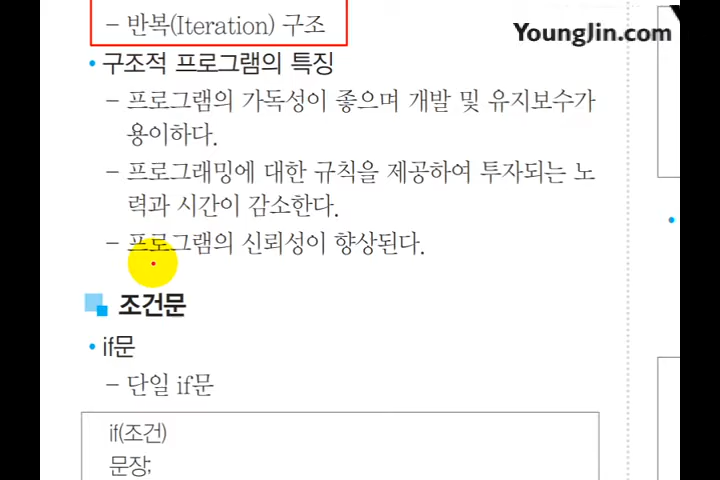 – 반복(Iteration) 구조
YoungJin.com
• 구조적 프로그램의 특징
– 프로그램의 가독성이 좋으며 개발 및 유지보수가
용이하다.
– 프로그래밍에 대한 규칙을 제공하여 투자되는 노
력과 시간이 감소한다.
– 프로그램의 신뢰성이 향상된다.
조건문
• if문
– 단일 if문
if(조건)
문장;